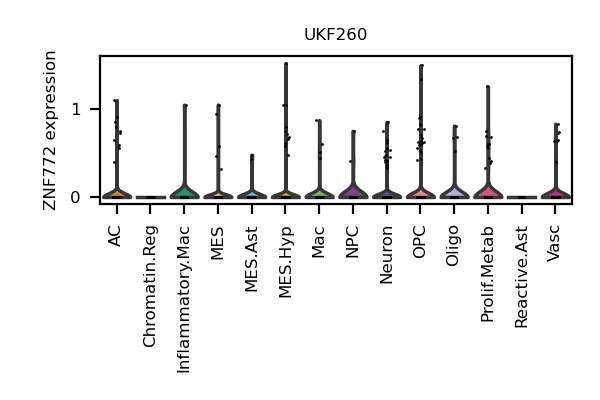 UKF260
ZNF772 expression
1
0
AC
Chromatin.Reg
Inflammatory.Mac
MES
MES.Ast
MES.Hyp
Mac
NPC
Neuron
OPC
Oligo
Prolif.Metab
Reactive.Ast
Vasc